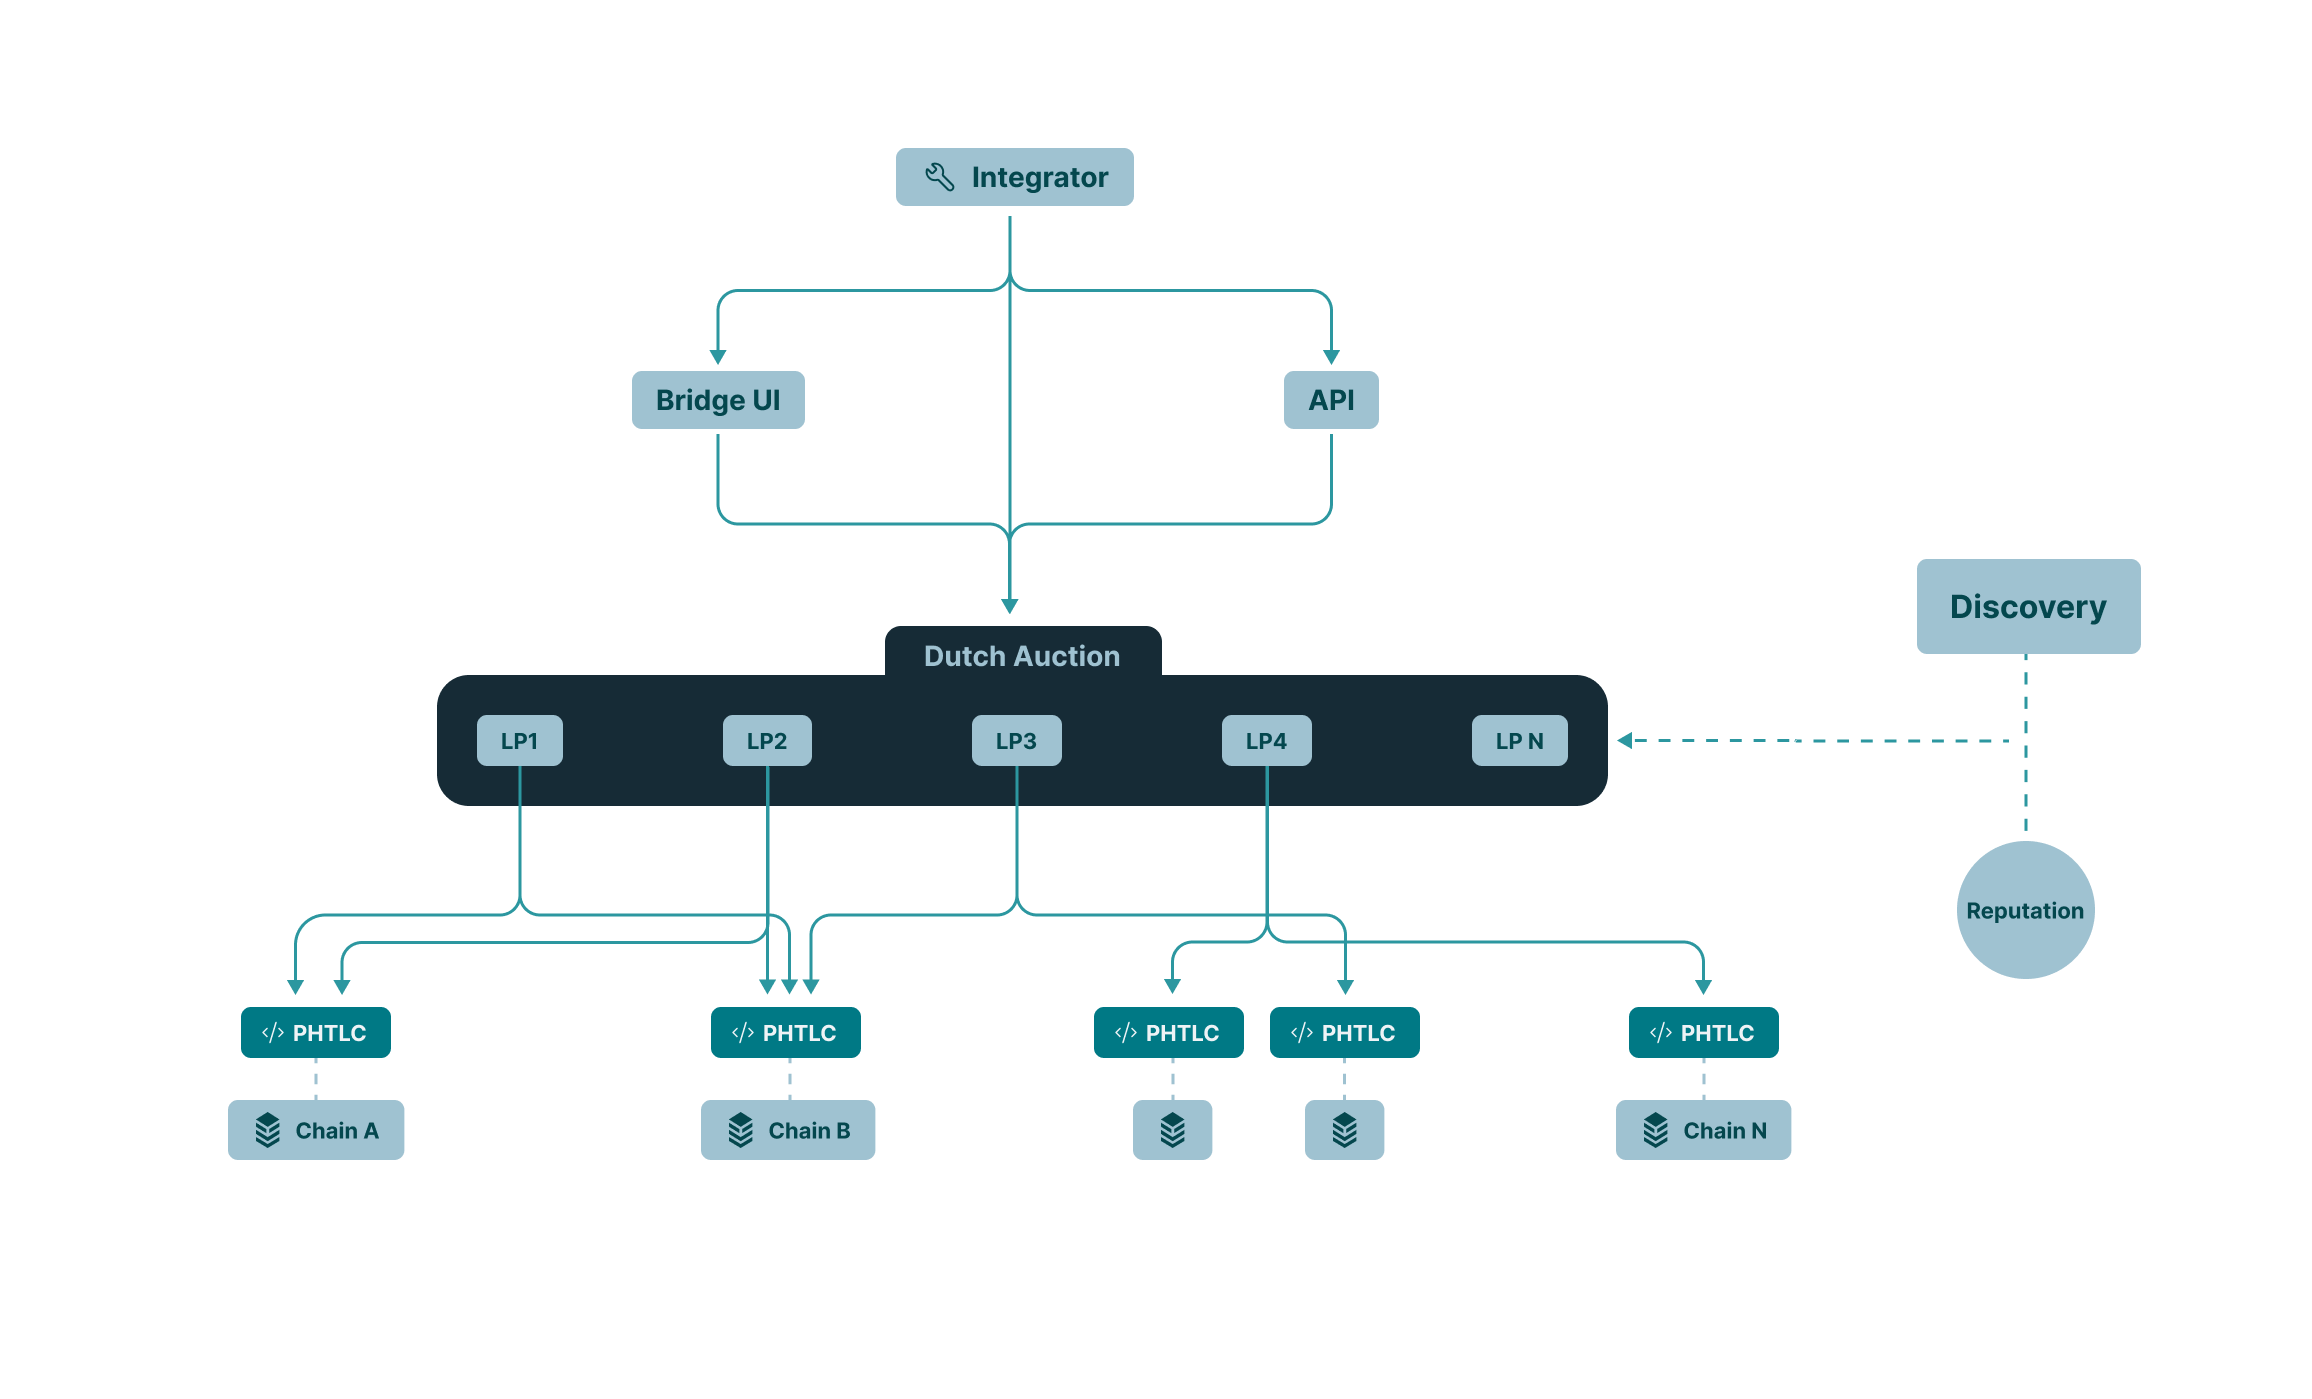 Integrator
Bridge UI
API
Discovery
Dutch Auction
LP1
LP2
LP3
LP4
LP N
Reputation
</> PHTLC
</> PHTLC
</> PHTLC
</> PHTLC
</> PHTLC
Chain A
Chain B
Chain N